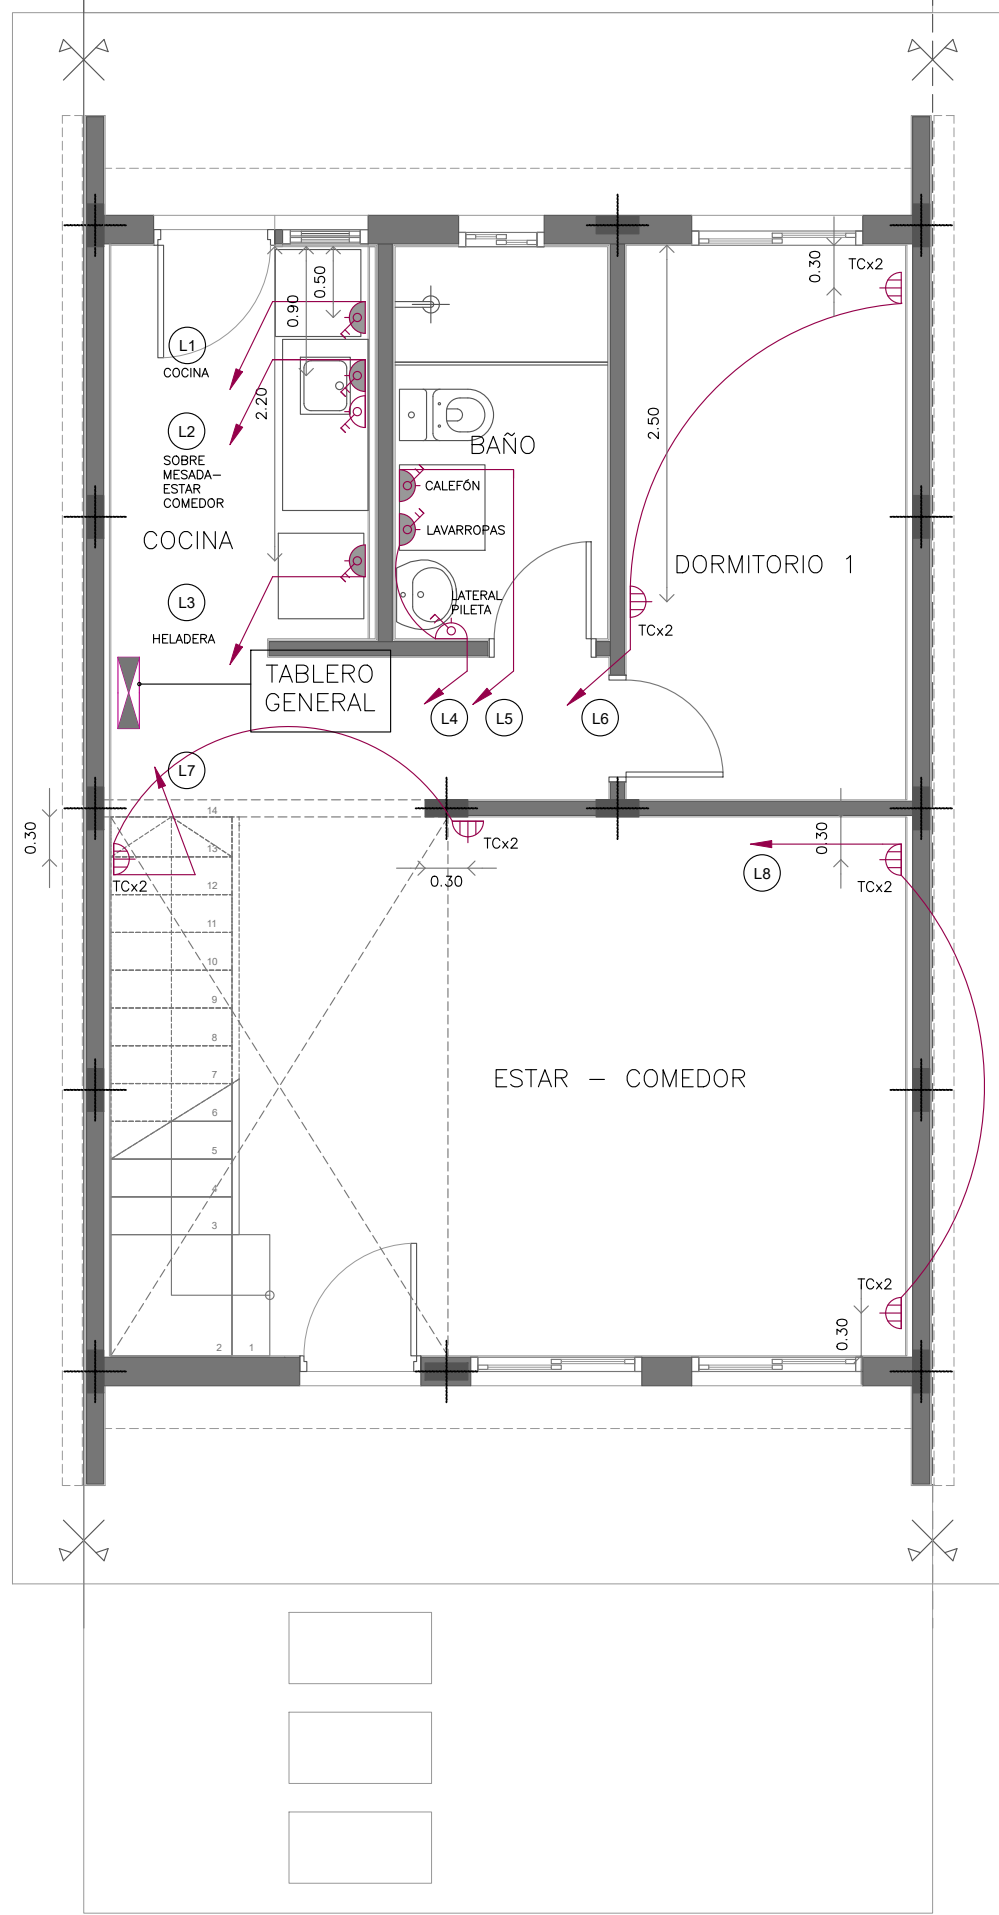 0.30
TCx2
0.50
0.90
L1
COCINA
2.20
L2
SOBRE
MESADA-
ESTAR
COMEDOR
2.50
BAÑO
CALEFÓN
LAVARROPAS
COCINA
DORMITORIO 1
L3
LATERAL
PILETA
HELADERA
TCx2
TABLERO
GENERAL
L4
L5
L6
L7
14
0.30
13
TCx2
0.30
TCx2
0.30
L8
TCx2
12
11
10
9
8
7
ESTAR - COMEDOR
6
5
4
3
TCx2
0.30
2
1